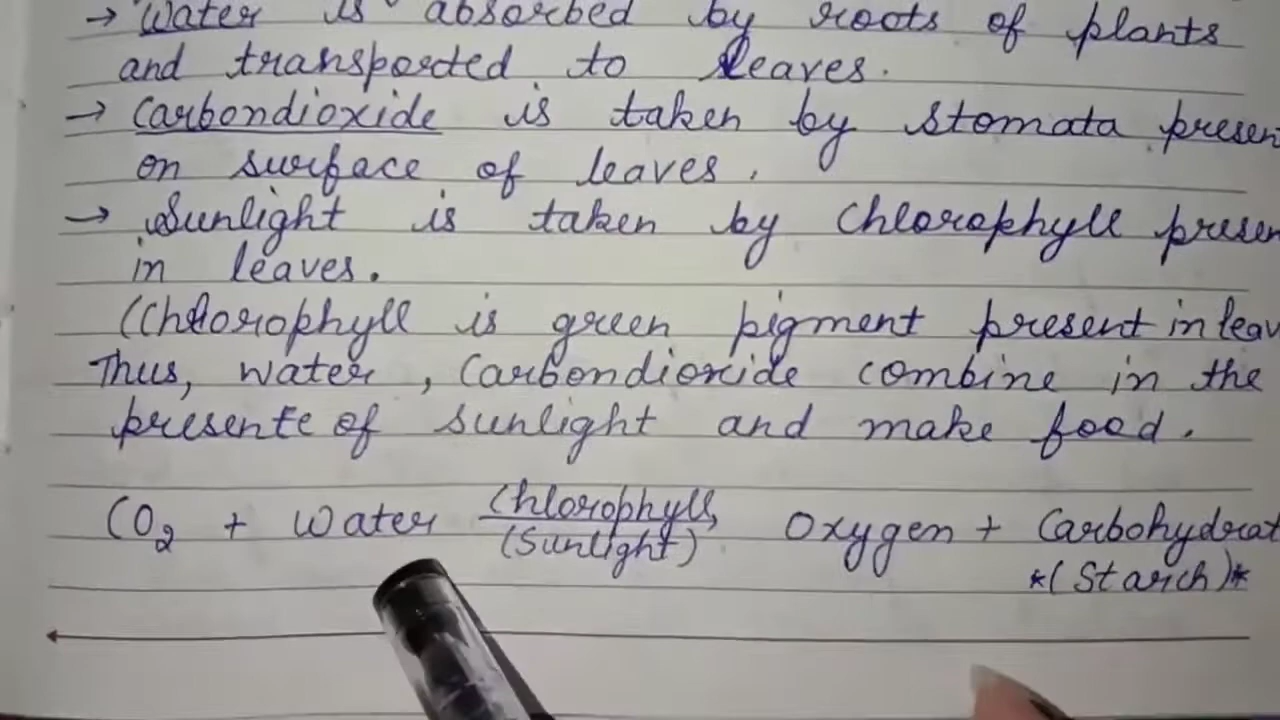 → Water is absorbed by roots of plants
and transported to leaves.
→ Carbondioxide is taken by stomata presen
on surface of leaves.
→ Sunlight is taken by Chlorophyll presen
in leaves.
(Chlorophyll is green pigment present in leav
Thus, water, Carbondioxide combine in the
presente of sunlight and make food.
CO₂ + Water Chlorophyll, Oxygen + Carbohydrat
(Sunlight) *(Starch)*